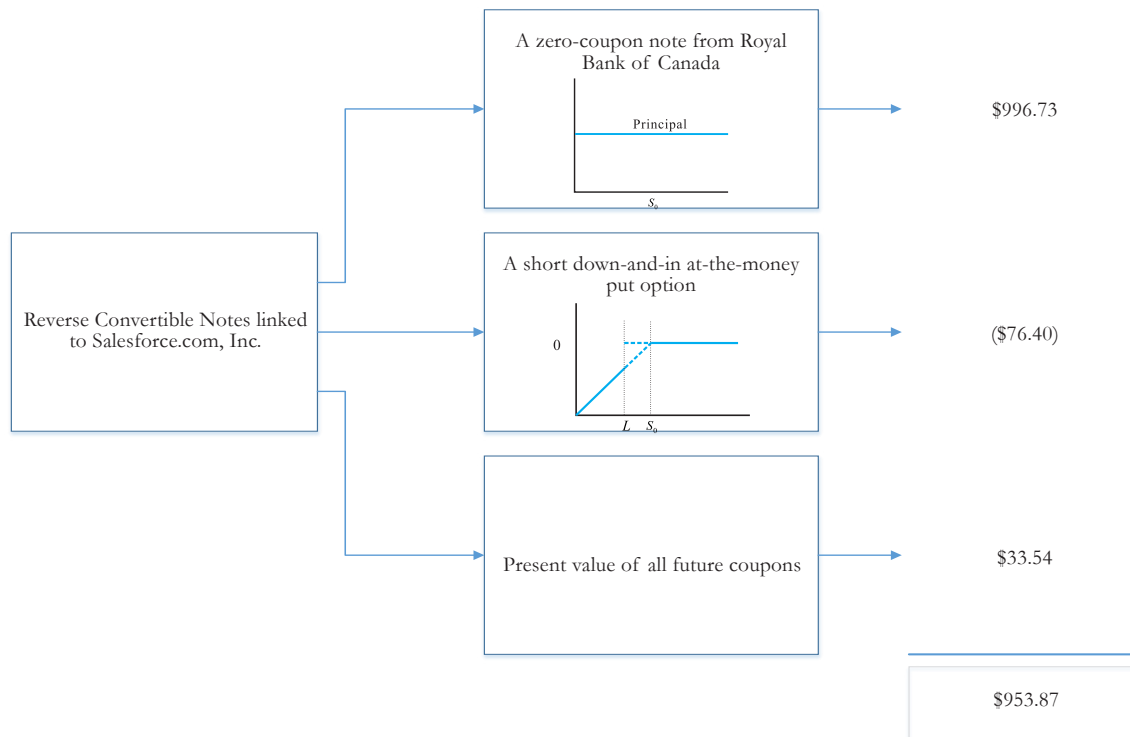 A zero-coupon note from Royal
Bank of Canada
Principal
S₀
$996.73
Reverse Convertible Notes linked
to Salesforce.com, Inc.
A short down-and-in at-the-money
put option
0
L S₀
($76.40)
Present value of all future coupons
$33.54
$953.87